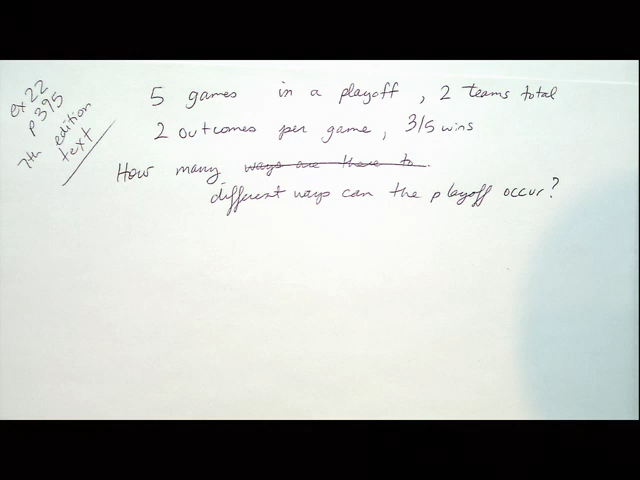 ex 22
p 395
7th edition
text
5 games in a playoff, 2 teams total
2 outcomes per game, 3/5 wins
How many ways are there to
different ways can the playoff occur?